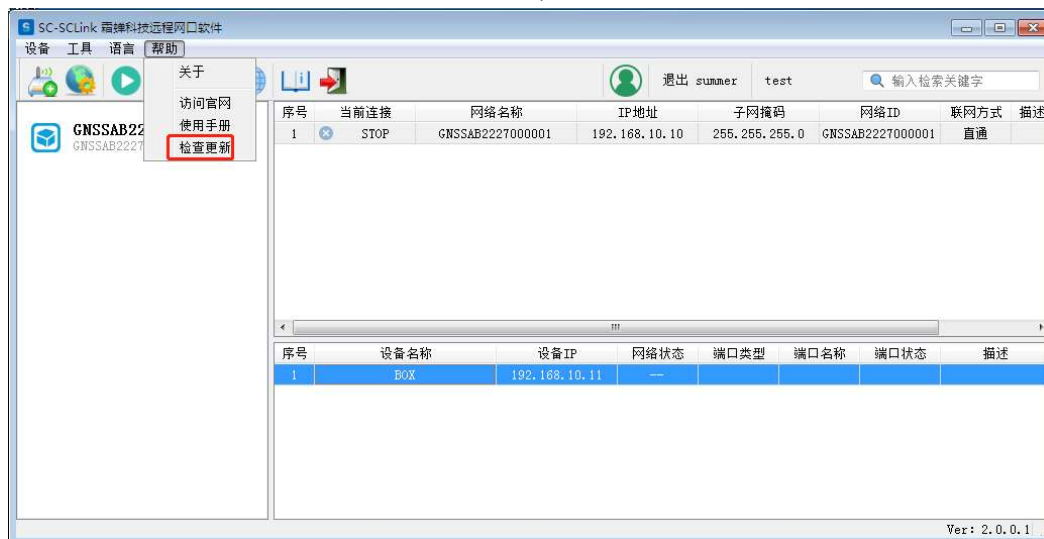 SC-SCLink 霜蝉科技远程网口软件
设备 工具 语言 帮助
关于
访问官网
使用手册
检查更新
退出 summer test
输入检索关键字
GNSSAB22
GNSSAB2227
序号 当前连接 网络名称 IP地址 子网掩码 网络ID 联网方式 描述
1 STOP GNSSAB2227000001 192.168.10.10 255.255.255.0 GNSSAB2227000001 直通
序号 设备名称 设备IP 网络状态 端口类型 端口名称 端口状态 描述
1 BOX 192.168.10.11 --
Ver: 2.0.0.1